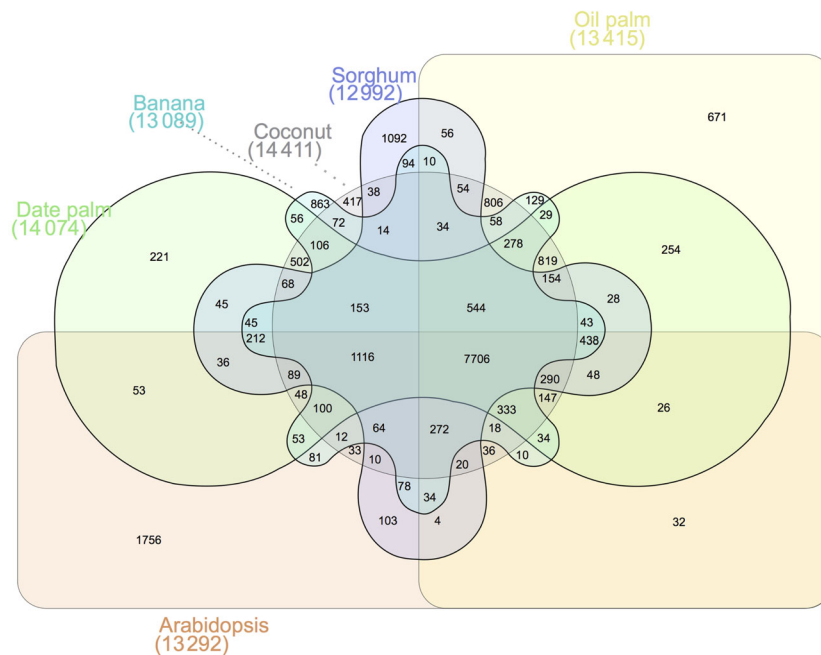 Oil palm
(13 415)
Sorghum
(12 992)
Banana
(13 089)
Coconut
(14 411)
Date palm
(14 074)
671
1092 56
94 10
863 417 38 54 806 129
56 72 58 29
14 34
106 278
221 502 819 254
68 154
45 28
153 544
45 43
212 438
36 1116 7706 48
89 290
53 48 147 26
100 333
64 272
53 12 18 34
81 33 10 20 36 10
78 34
103 4 32
1756
Arabidopsis
(13 292)